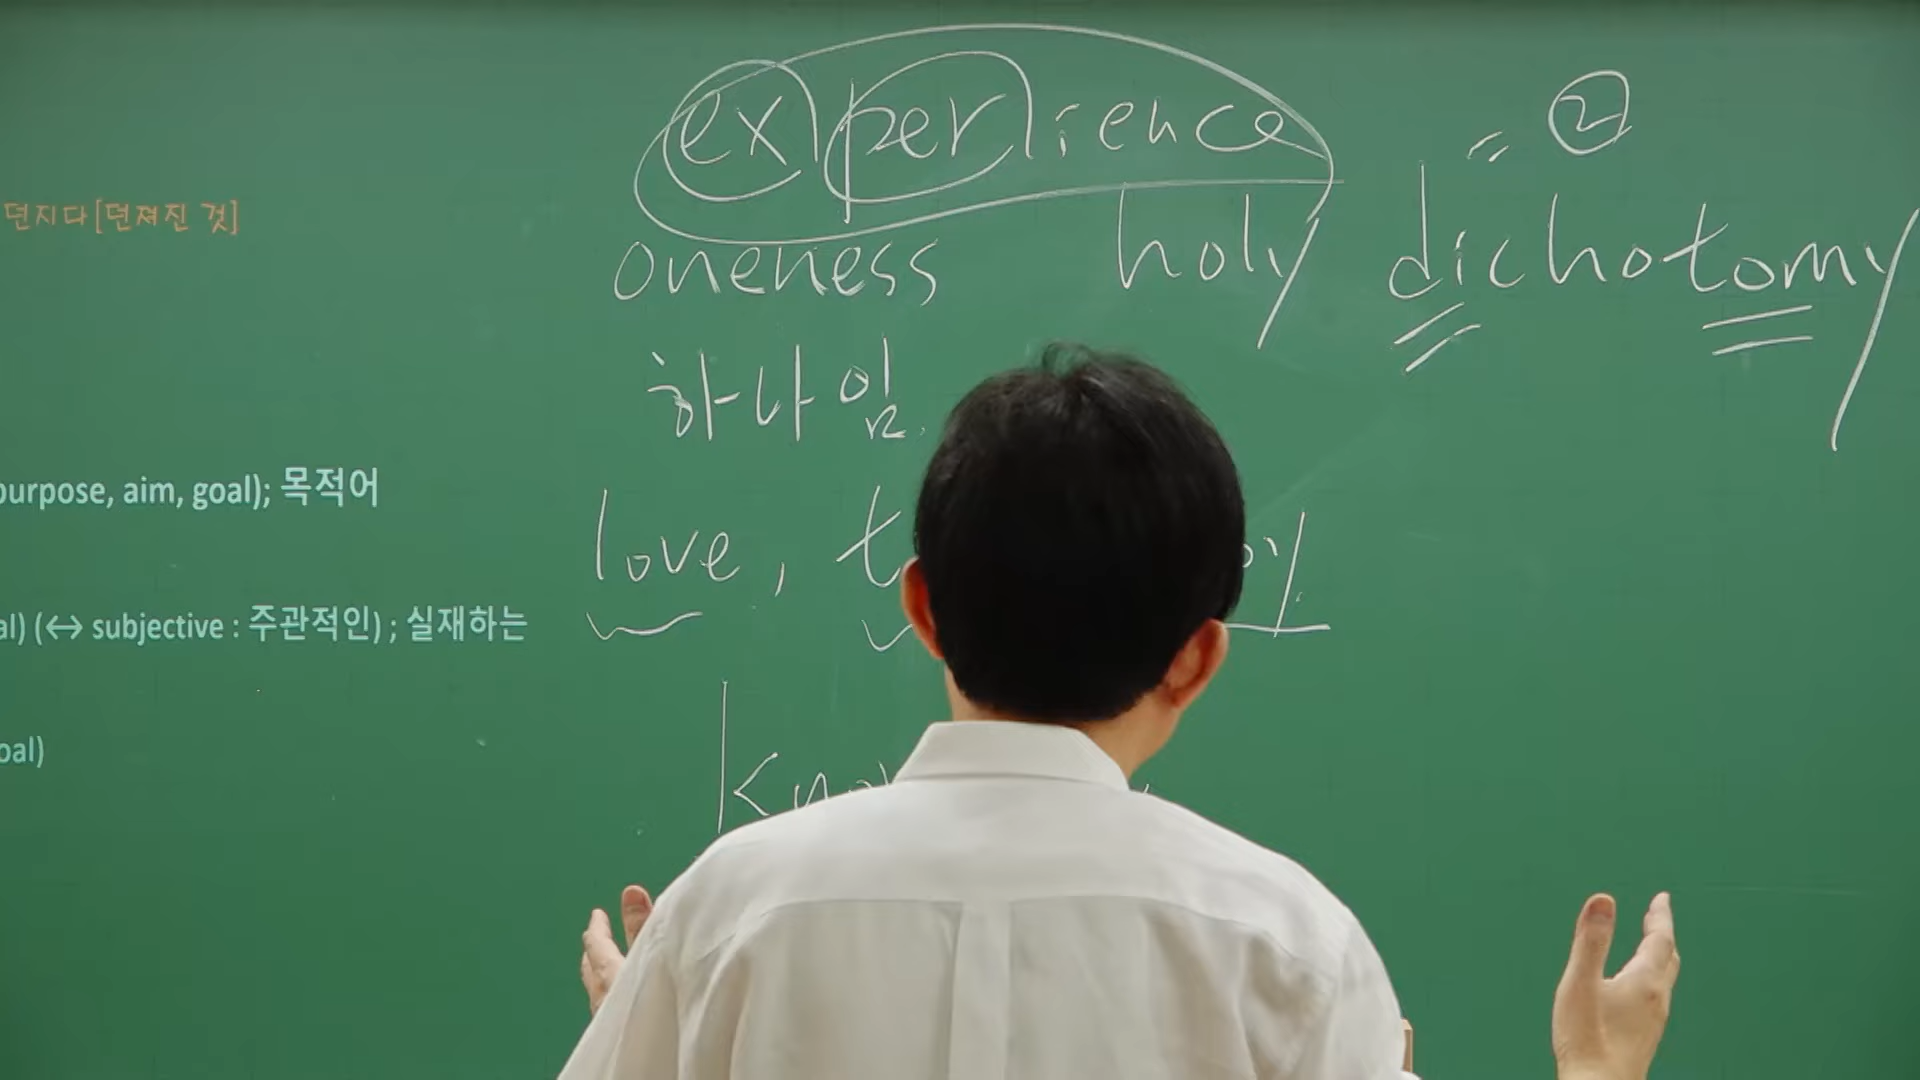 experience
②
던지다[던져진 것]
oneness holy dichotomy
하나임
purpose, aim, goal); 목적어
love,
al) (↔ subjective : 주관적인) ; 실재하는
oal)